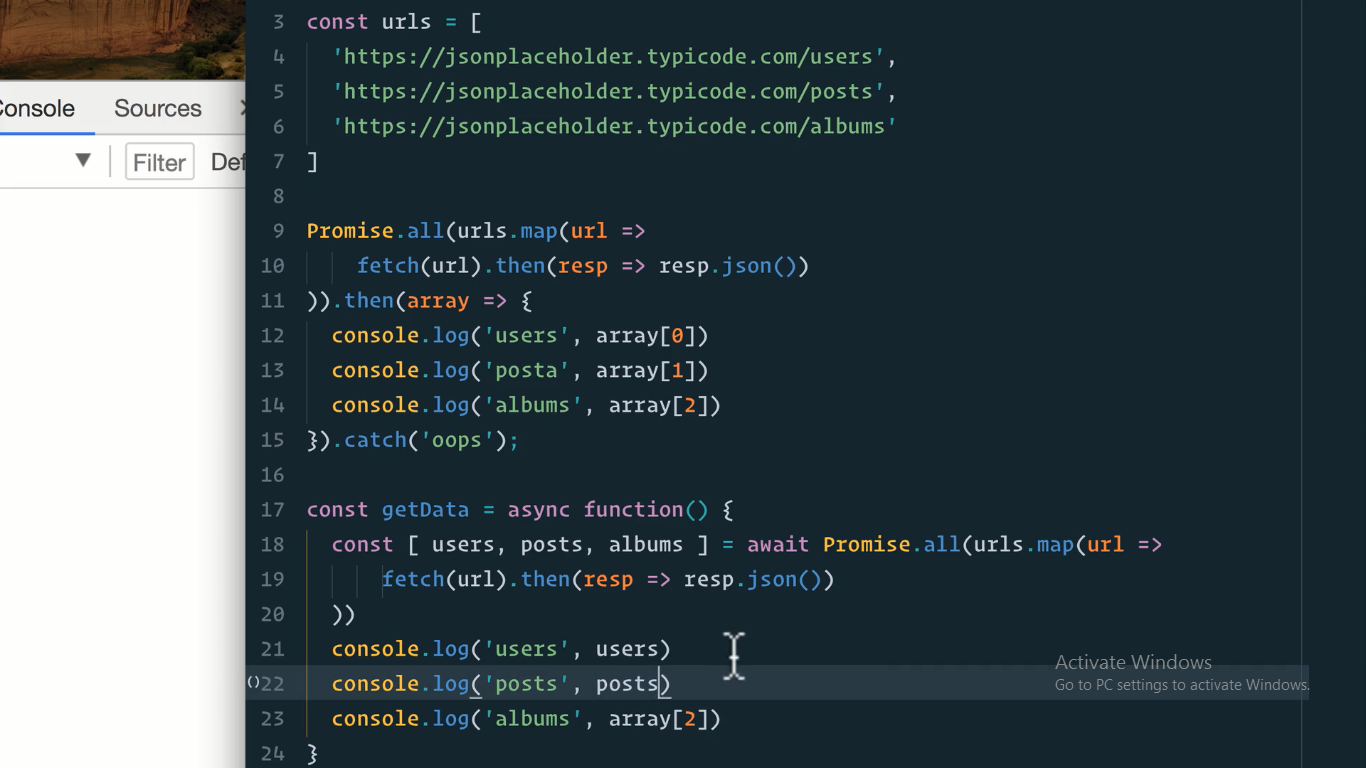 Console Sources
Filter Def
3 const urls = [
4 'https://jsonplaceholder.typicode.com/users',
5 'https://jsonplaceholder.typicode.com/posts',
6 'https://jsonplaceholder.typicode.com/albums'
7 ]
8
9 Promise.all(urls.map(url =>
10 fetch(url).then(resp => resp.json())
11 )).then(array => {
12 console.log('users', array[0])
13 console.log('posta', array[1])
14 console.log('albums', array[2])
15 }).catch('oops');
16
17 const getData = async function() {
18 const [ users, posts, albums ] = await Promise.all(urls.map(url =>
19 fetch(url).then(resp => resp.json())
20 ))
21 console.log('users', users)
()22 console.log('posts', posts)
23 console.log('albums', array[2])
24 }
Activate Windows
Go to PC settings to activate Windows.